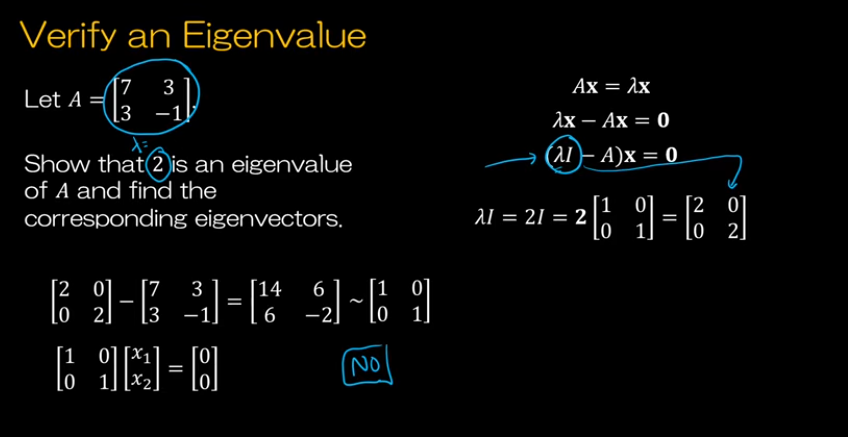 Verify an Eigenvalue
Let A = [7 3; 3 −1].
λ=
Show that 2 is an eigenvalue
of A and find the
corresponding eigenvectors.
Ax = λx
λx − Ax = 0
(λI − A)x = 0
λI = 2I = 2 [1 0; 0 1] = [2 0; 0 2]
[2 0; 0 2] − [7 3; 3 −1] = [14 6; 6 −2] ~ [1 0; 0 1]
[1 0; 0 1] [x₁; x₂] = [0; 0]
NO